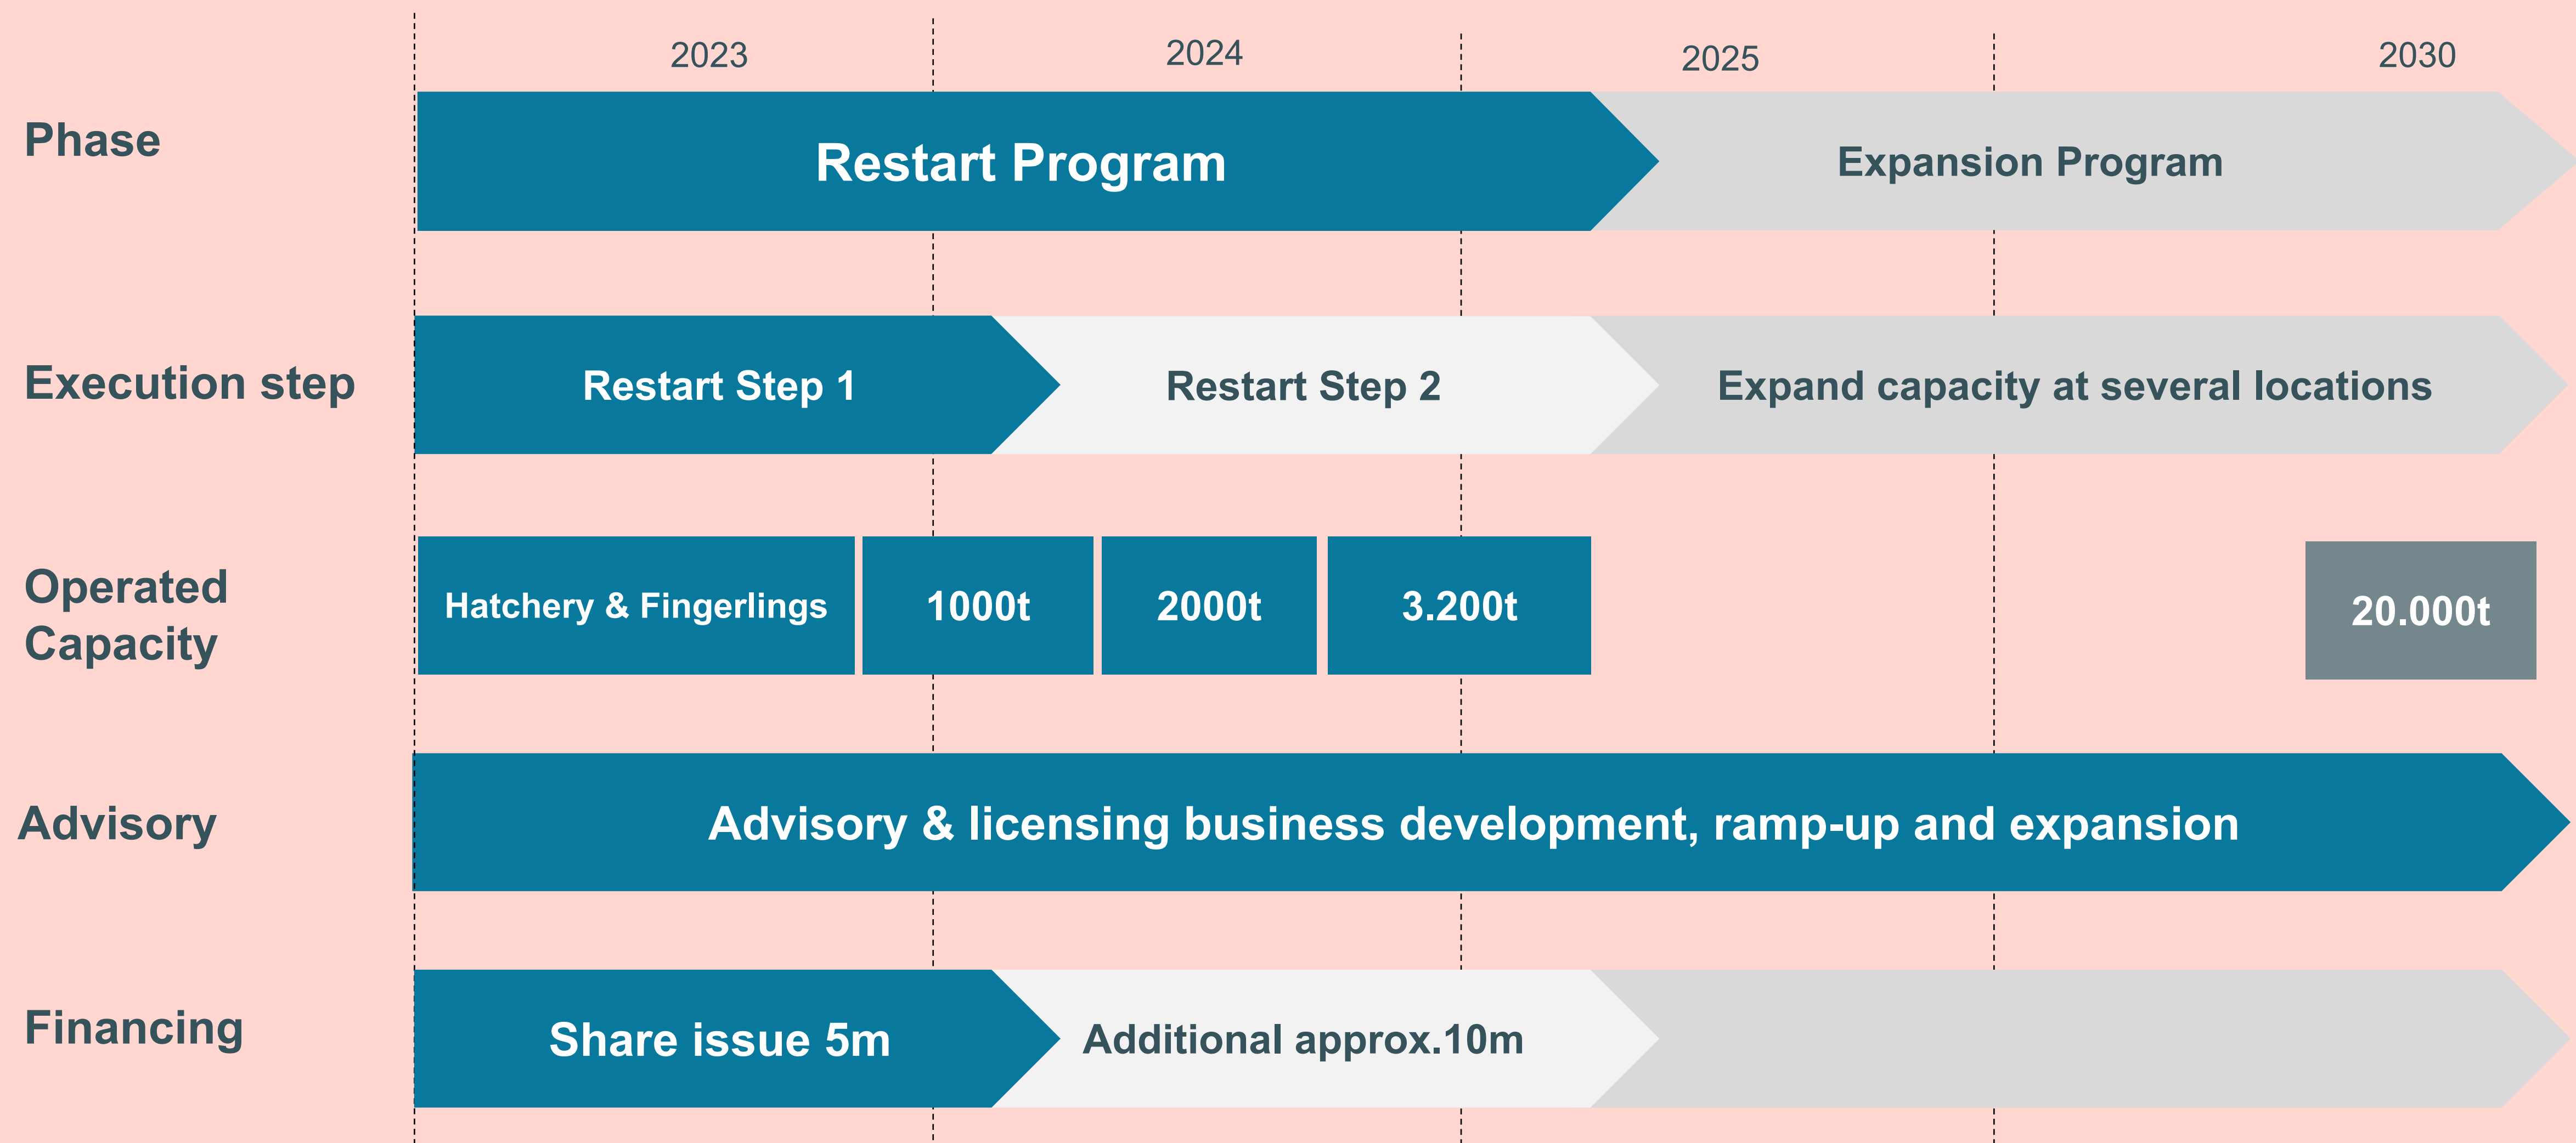 2023
2024
2025
2030
Phase
Restart Program
Expansion Program
Execution step
Restart Step 1
Restart Step 2
Expand capacity at several locations
Operated
Capacity
Hatchery & Fingerlings
1000t
2000t
3.200t
20.000t
Advisory
Advisory & licensing business development, ramp-up and expansion
Financing
Share issue 5m
Additional approx.10m